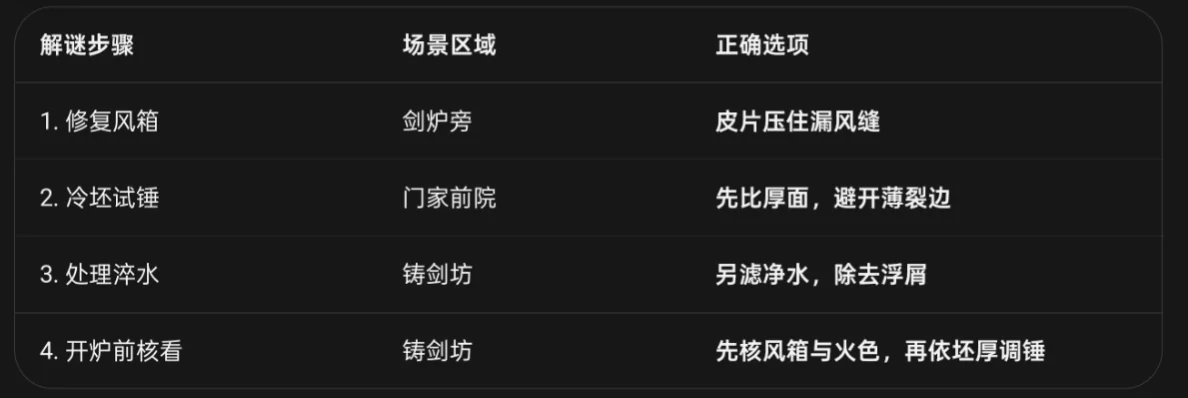 解谜步骤 场景区域 正确选项
1. 修复风箱 剑炉旁 皮片压住漏风缝
2. 冷坯试锤 门家前院 先比厚面，避开薄裂边
3. 处理淬水 铸剑坊 另滤净水，除去浮屑
4. 开炉前核看 铸剑坊 先核风箱与火色，再依坯厚调锤